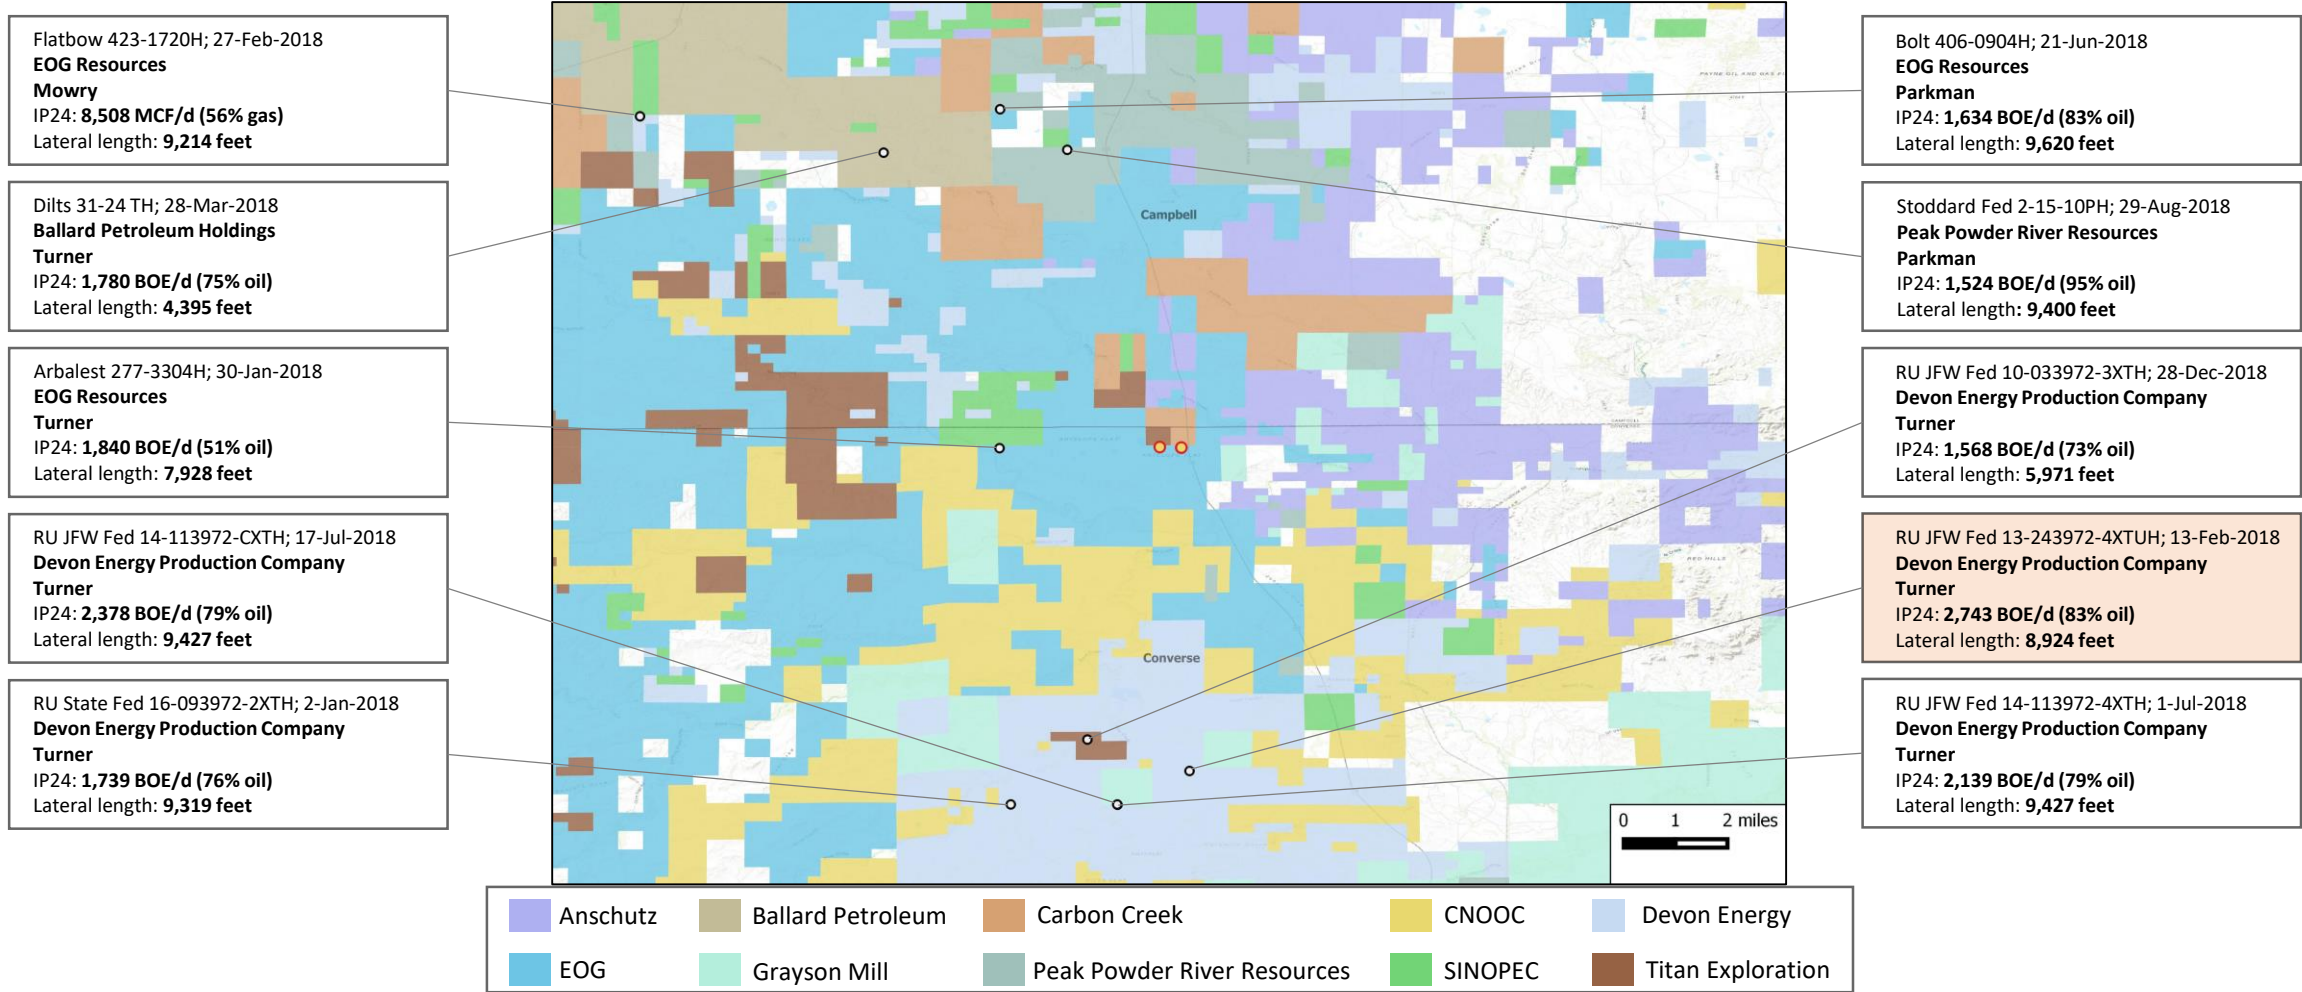 Flatbow 423-1720H; 27-Feb-2018
EOG Resources
Mowry
IP24: 8,508 MCF/d (56% gas)
Lateral length: 9,214 feet
Dilts 31-24 TH; 28-Mar-2018
Ballard Petroleum Holdings
Turner
IP24: 1,780 BOE/d (75% oil)
Lateral length: 4,395 feet
Arbalest 277-3304H; 30-Jan-2018
EOG Resources
Turner
IP24: 1,840 BOE/d (51% oil)
Lateral length: 7,928 feet
RU JFW Fed 14-113972-CXTH; 17-Jul-2018
Devon Energy Production Company
Turner
IP24: 2,378 BOE/d (79% oil)
Lateral length: 9,427 feet
RU State Fed 16-093972-2XTH; 2-Jan-2018
Devon Energy Production Company
Turner
IP24: 1,739 BOE/d (76% oil)
Lateral length: 9,319 feet
Campbell
Converse
RED HILLS
0 1 2 miles
Bolt 406-0904H; 21-Jun-2018
EOG Resources
Parkman
IP24: 1,634 BOE/d (83% oil)
Lateral length: 9,620 feet
Stoddard Fed 2-15-10PH; 29-Aug-2018
Peak Powder River Resources
Parkman
IP24: 1,524 BOE/d (95% oil)
Lateral length: 9,400 feet
RU JFW Fed 10-033972-3XTH; 28-Dec-2018
Devon Energy Production Company
Turner
IP24: 1,568 BOE/d (73% oil)
Lateral length: 5,971 feet
RU JFW Fed 13-243972-4XTUH; 13-Feb-2018
Devon Energy Production Company
Turner
IP24: 2,743 BOE/d (83% oil)
Lateral length: 8,924 feet
RU JFW Fed 14-113972-4XTH; 1-Jul-2018
Devon Energy Production Company
Turner
IP24: 2,139 BOE/d (79% oil)
Lateral length: 9,427 feet
Anschutz Ballard Petroleum Carbon Creek CNOOC Devon Energy
EOG Grayson Mill Peak Powder River Resources SINOPEC Titan Exploration